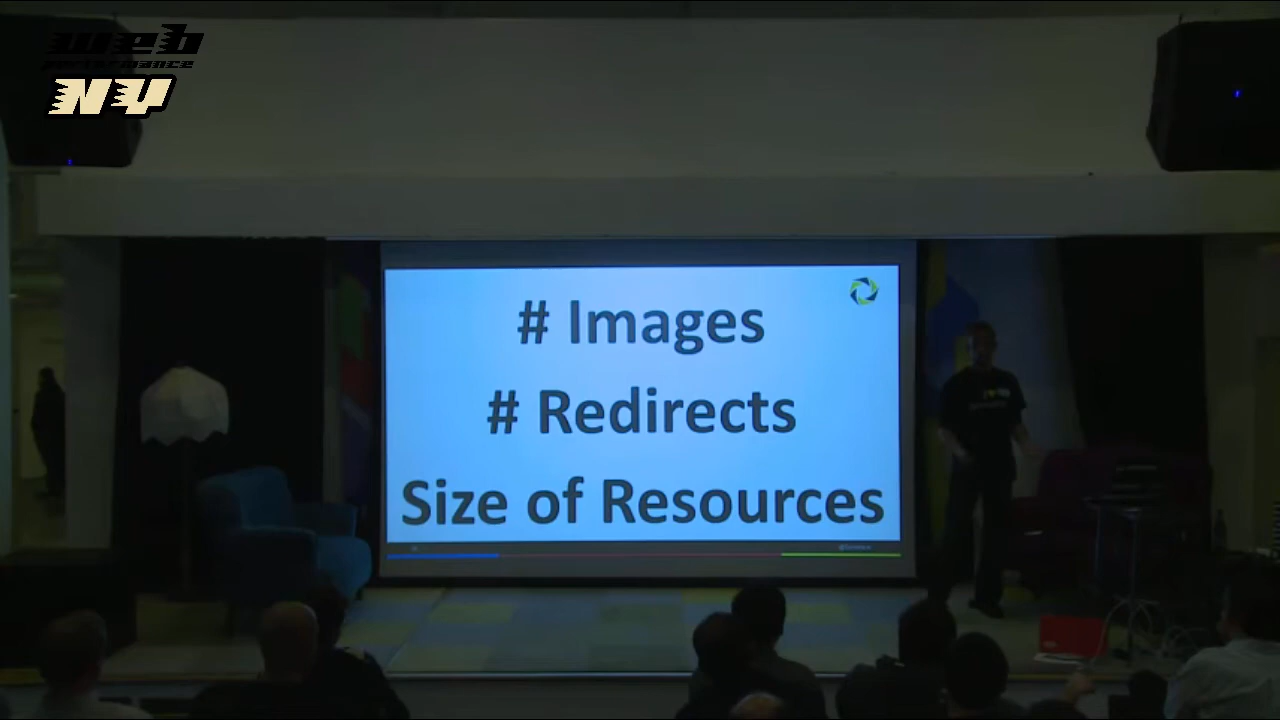 web
performance
NY
# Images
# Redirects
Size of Resources